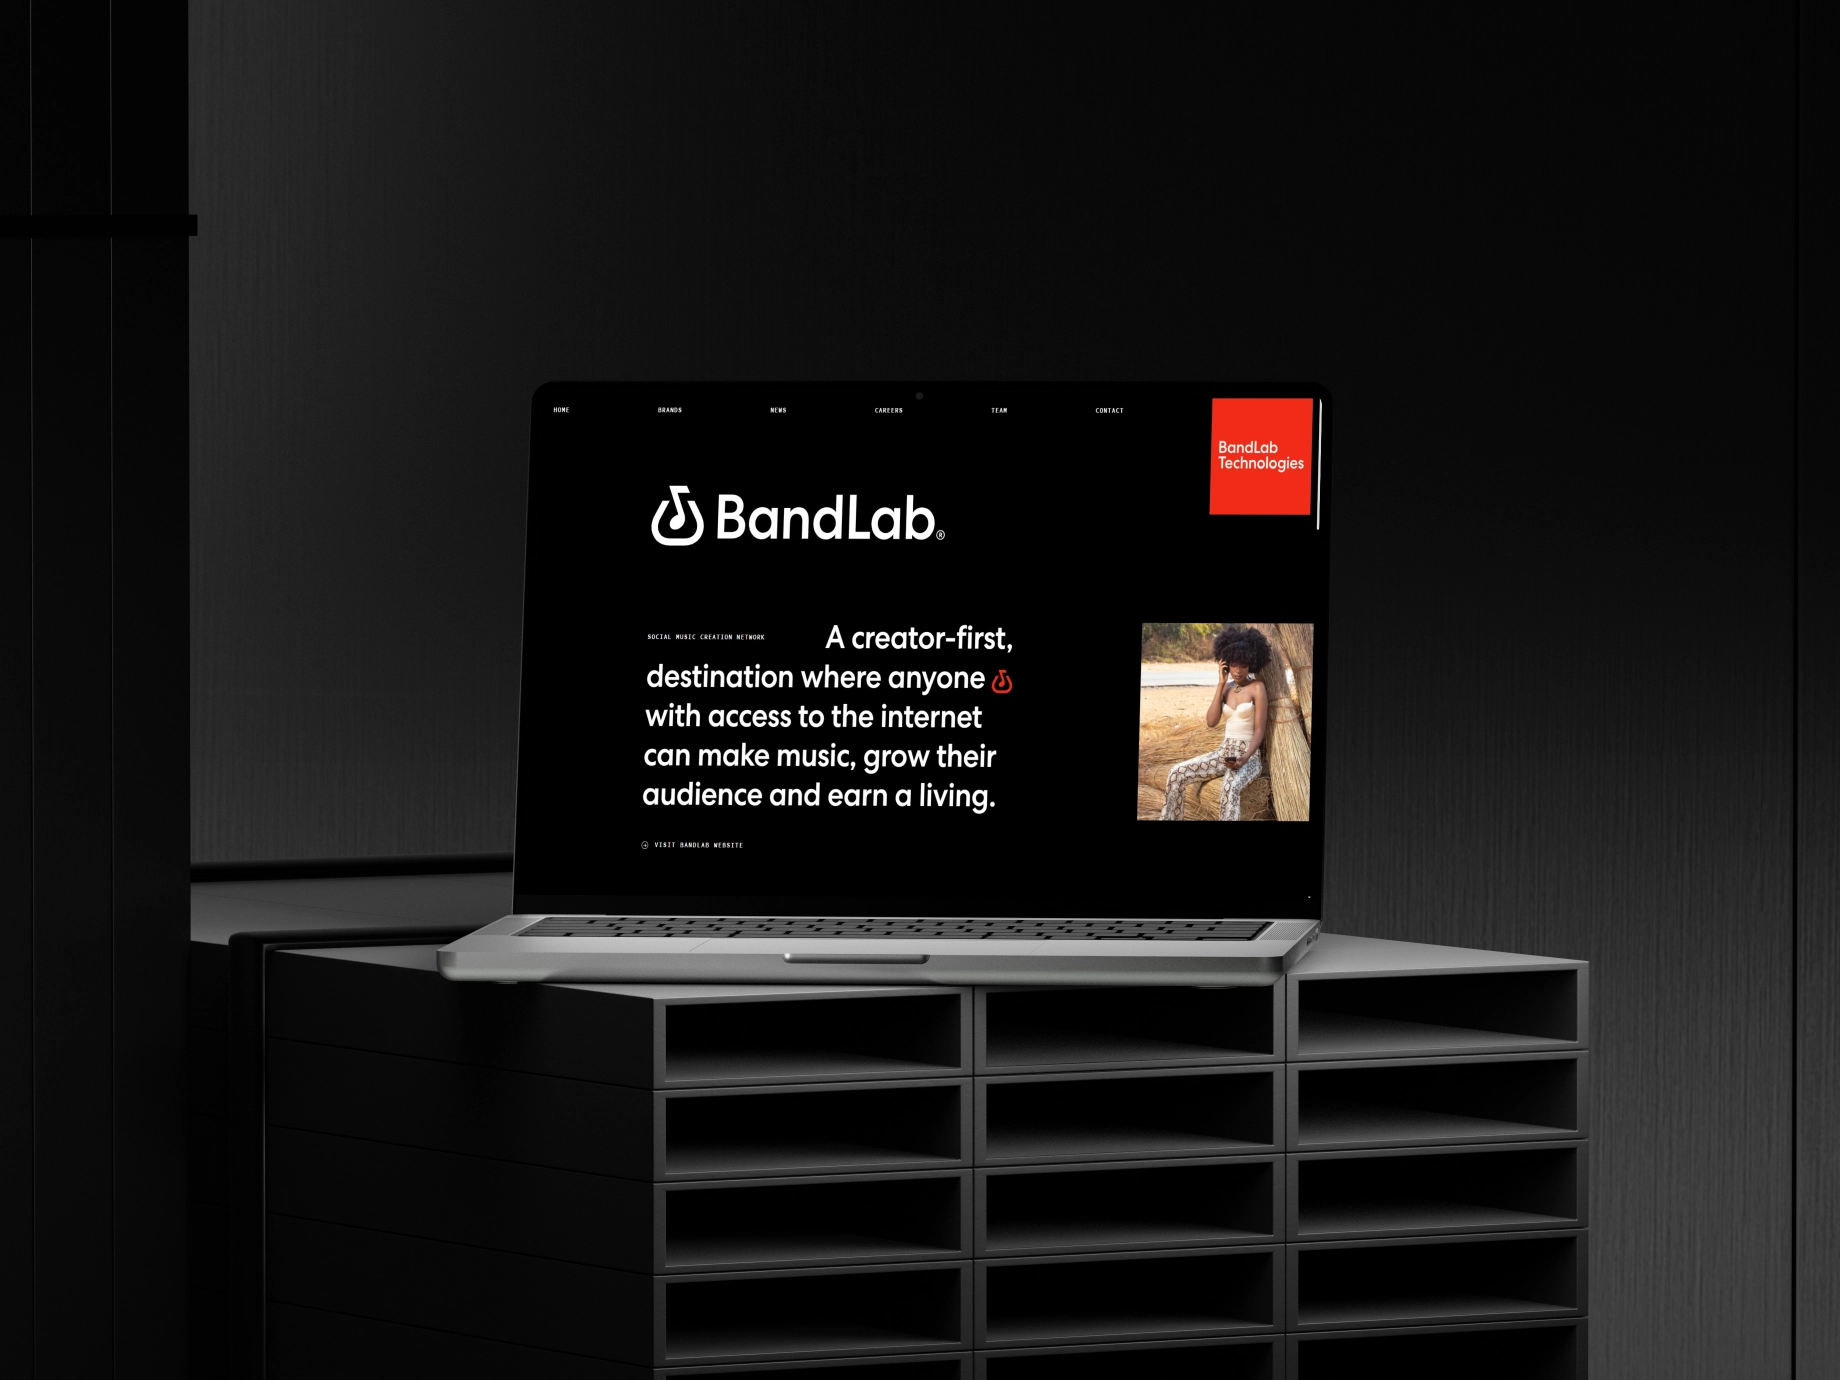 HOME
BRANDS
NEWS
CAREERS
TEAM
CONTACT
BandLab
Technologies
BandLab®
SOCIAL MUSIC CREATION NETWORK
A creator-first,
destination where anyone
with access to the internet
can make music, grow their
audience and earn a living.
VISIT BANDLAB WEBSITE